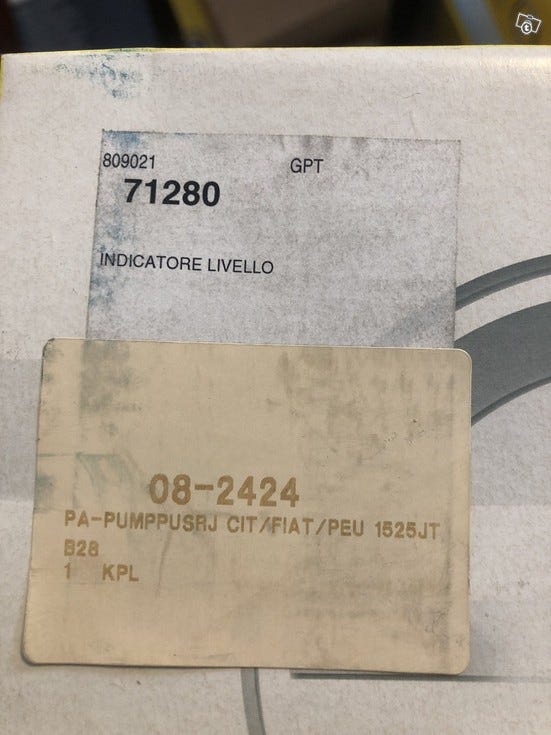 809021 GPT
71280
INDICATORE LIVELLO
08-2424
PA-PUMPPUSRJ CIT/FIAT/PEU 1525JT
B28
1 KPL